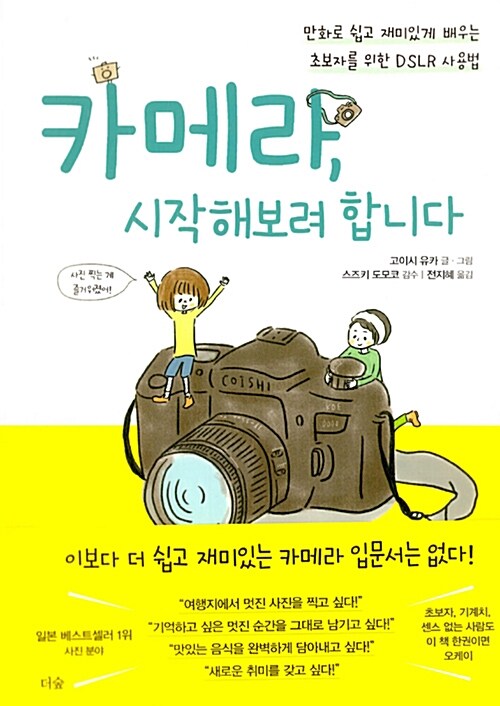 만화로 쉽고 재미있게 배우는
초보자를 위한 DSLR 사용법
카메라,
시작해보려 합니다
고이시 유카 글·그림
스즈키 도모코 감수 | 전지혜 옮김
사진 찍는 게
즐거워졌어!
COISHI
이보다 더 쉽고 재미있는 카메라 입문서는 없다!
일본 베스트셀러 1위
사진 분야
“여행지에서 멋진 사진을 찍고 싶다!”
“기억하고 싶은 멋진 순간을 그대로 남기고 싶다!”
“맛있는 음식을 완벽하게 담아내고 싶다!”
“새로운 취미를 갖고 싶다!”
초보자, 기계치,
센스 없는 사람도
이 책 한권이면
오케이
더숲